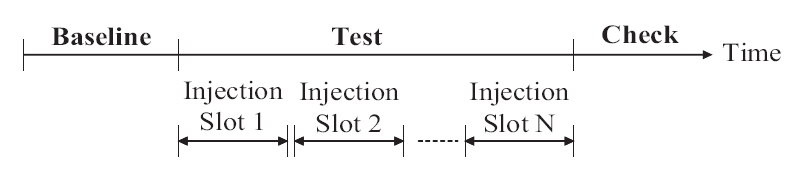 Baseline
Test
Check
Time
Injection
Slot 1
Injection
Slot 2
Injection
Slot N